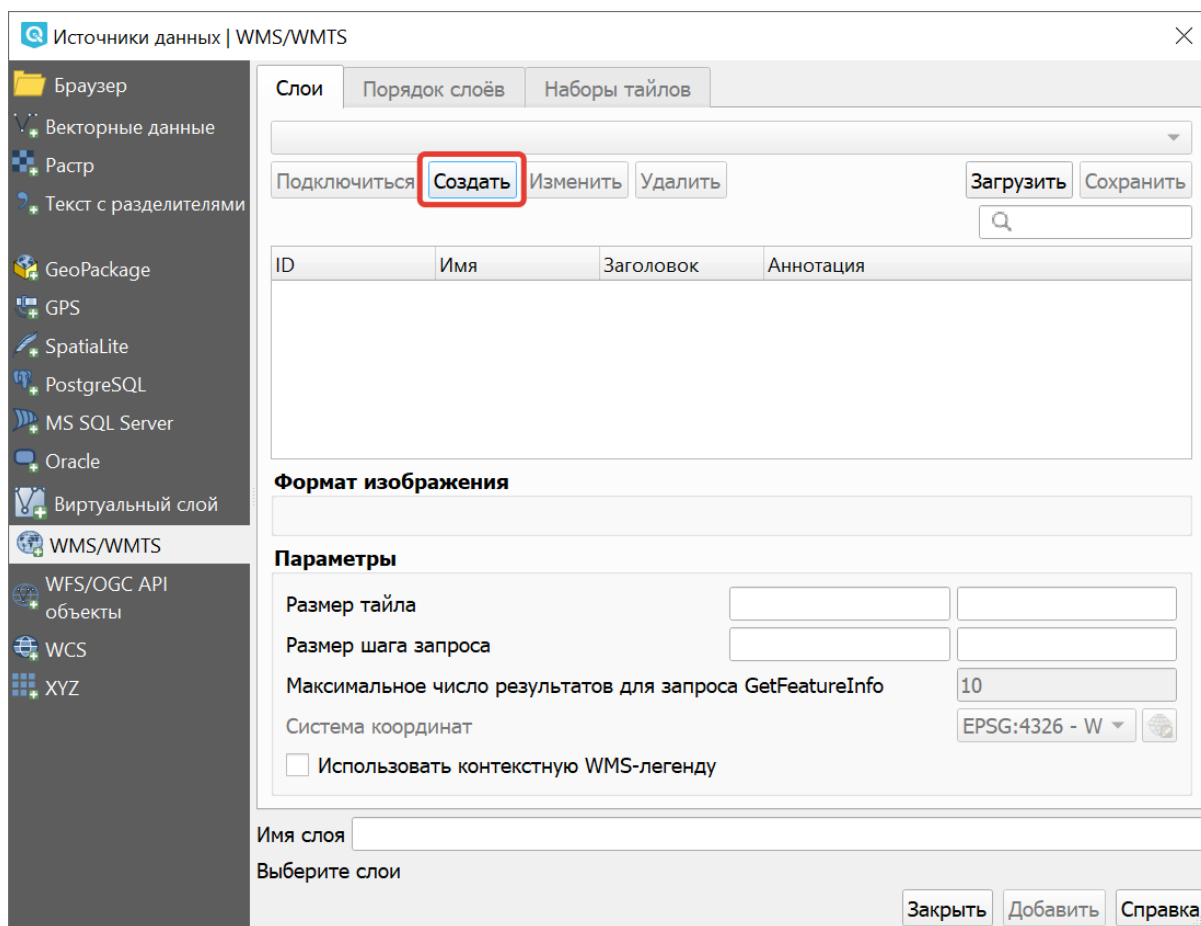 Источники данных | WMS/WMTS
Браузер
Векторные данные
Растр
Текст с разделителями
GeoPackage
GPS
SpatiaLite
PostgreSQL
MS SQL Server
Oracle
Виртуальный слой
WMS/WMTS
WFS/OGC API
объекты
WCS
XYZ
Слои Порядок слоёв Наборы тайлов
Подключиться Создать Изменить Удалить Загрузить Сохранить
ID Имя Заголовок Аннотация
Формат изображения
Параметры
Размер тайла
Размер шага запроса
Максимальное число результатов для запроса GetFeatureInfo 10
Система координат EPSG:4326 - W
Использовать контекстную WMS-легенду
Имя слоя
Выберите слои
Закрыть Добавить Справка